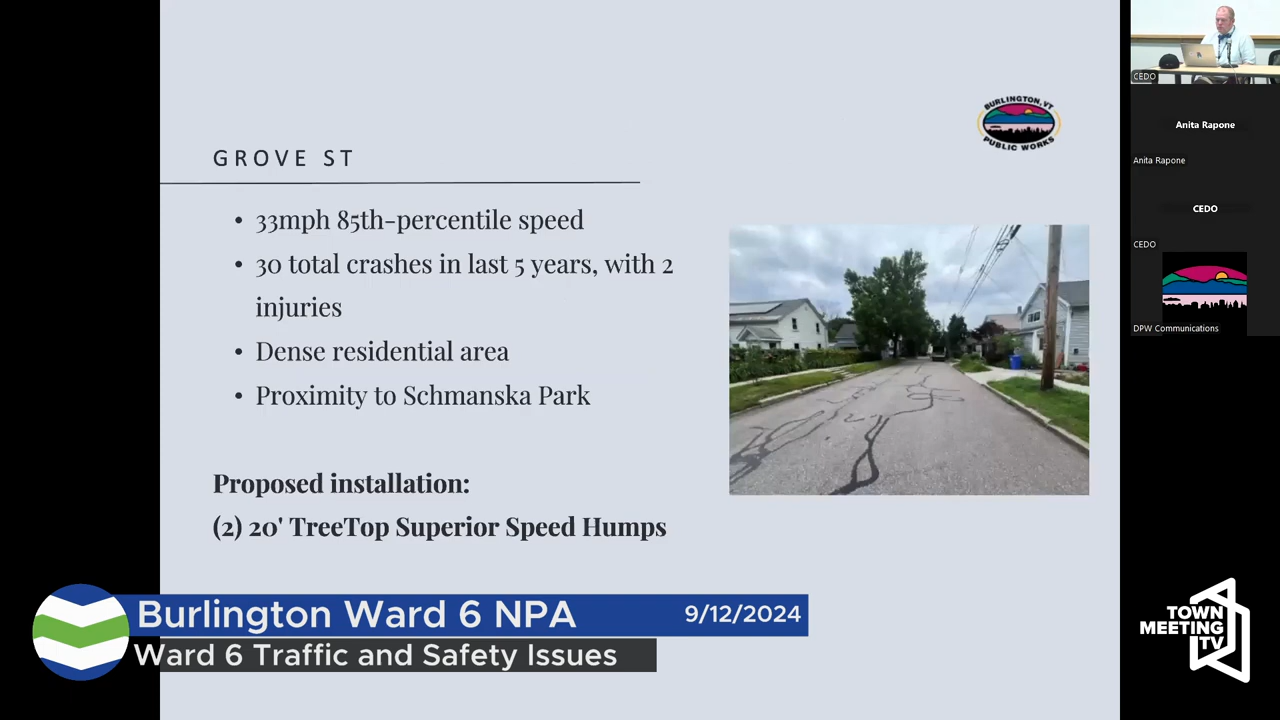 GROVE ST
BURLINGTON, VT
PUBLIC WORKS
• 33mph 85th-percentile speed
• 30 total crashes in last 5 years, with 2
injuries
• Dense residential area
• Proximity to Schmanska Park
Proposed installation:
(2) 20' TreeTop Superior Speed Humps
Burlington Ward 6 NPA
9/12/2024
Ward 6 Traffic and Safety Issues
CEDO
Anita Rapone
Anita Rapone
CEDO
CEDO
DPW Communications
TOWN
MEETING
TV